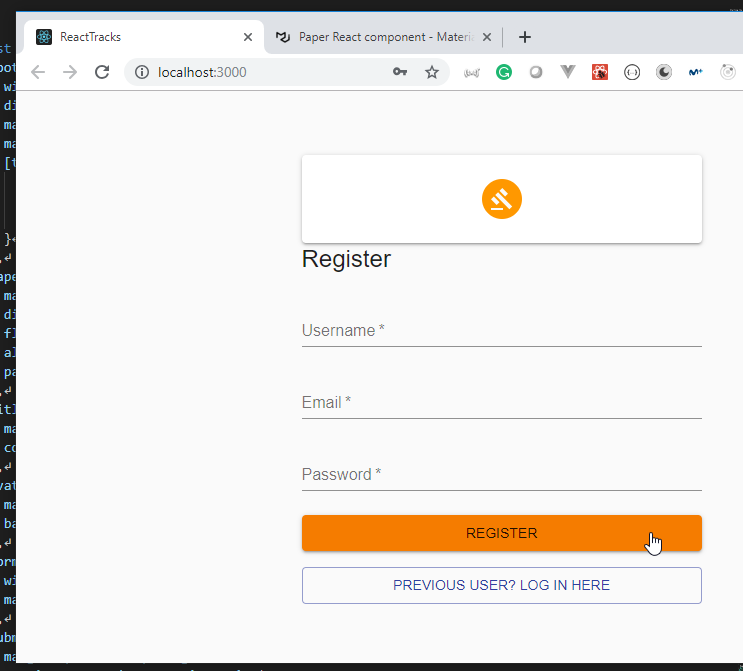 ReactTracks
Paper React component - Materi
localhost:3000
Register
Username *
Email *
Password *
REGISTER
PREVIOUS USER? LOG IN HERE